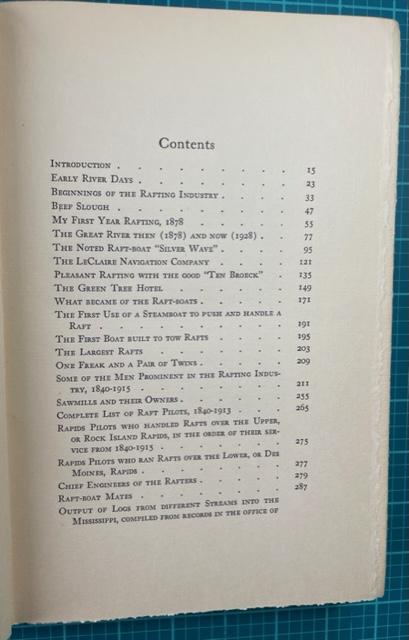 Contents
Introduction . . . . . . . . 15
Early River Days . . . . . . . 23
Beginnings of the Rafting Industry . . . . 33
Beef Slough . . . . . . . . 47
My First Year Rafting, 1878 . . . . . 55
The Great River then (1878) and now (1928) . . 77
The Noted Raft-boat "Silver Wave" . . . . 95
The LeClaire Navigation Company . . . . 121
Pleasant Rafting with the good "Ten Broeck" . 135
The Green Tree Hotel . . . . . . 149
What became of the Raft-boats . . . . . 171
The First Use of a Steamboat to push and handle a
Raft . . . . . . . . . 191
The First Boat built to tow Rafts . . . . 195
The Largest Rafts . . . . . . . 203
One Freak and a Pair of Twins . . . . . 209
Some of the Men Prominent in the Rafting Indus-
try, 1840-1915 . . . . . . . 211
Sawmills and their Owners . . . . . 255
Complete List of Raft Pilots, 1840-1913 . . . 265
Rapids Pilots who handled Rafts over the Upper,
or Rock Island Rapids, in the order of their ser-
vice from 1840-1915 . . . . . . 275
Rapids Pilots who ran Rafts over the Lower, or Des
Moines, Rapids . . . . . . . 277
Chief Engineers of the Rafters . . . . . 279
Raft-boat Mates . . . . . . . 287
Output of Logs from different Streams into the
Mississippi, compiled from records in the office of